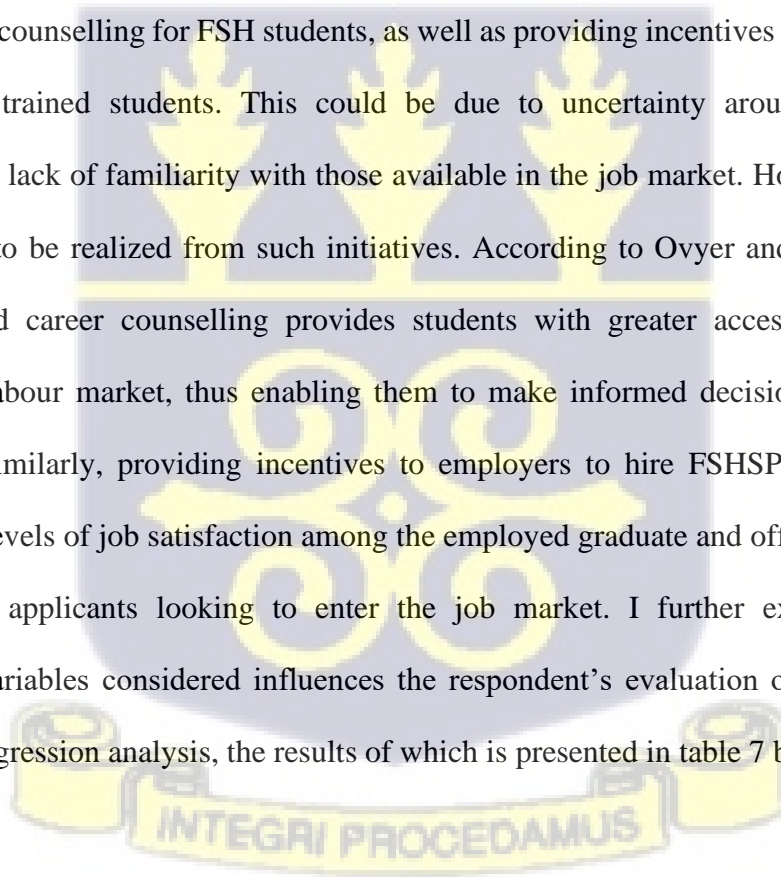 counselling for FSH students, as well as providing incentives
trained students. This could be due to uncertainty arou
lack of familiarity with those available in the job market. Ho
to be realized from such initiatives. According to Ovyer and
d career counselling provides students with greater acces
abour market, thus enabling them to make informed decisio
imilarly, providing incentives to employers to hire FSHSP
evels of job satisfaction among the employed graduate and off
applicants looking to enter the job market. I further ex
ariables considered influences the respondent’s evaluation o
gression analysis, the results of which is presented in table 7 b
INTEGRI PROCEDAMUS